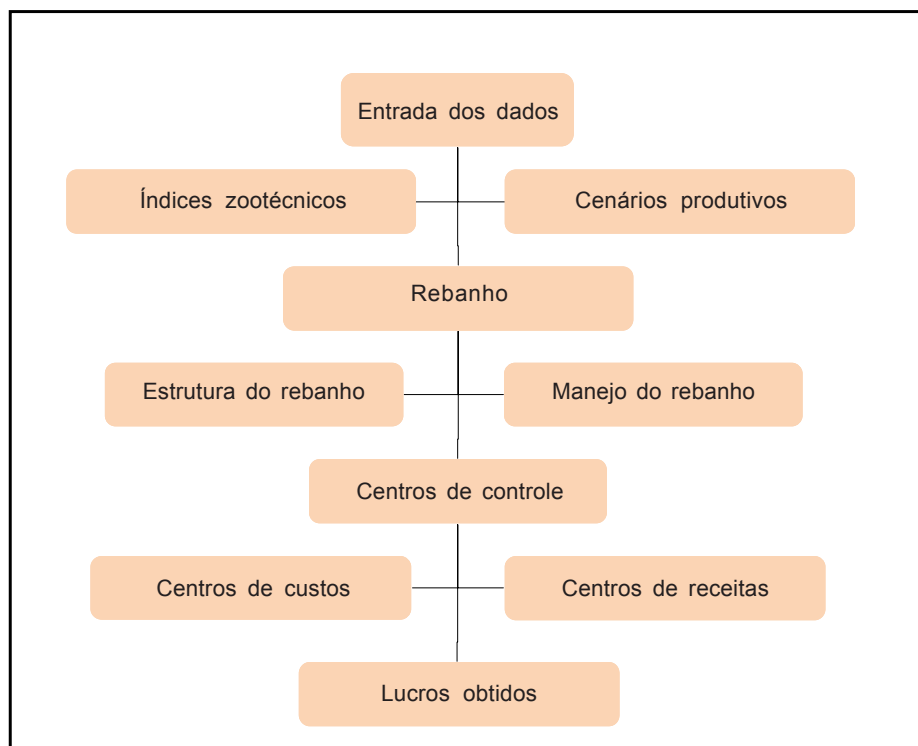 Entrada dos dados
Índices zootécnicos
Cenários produtivos
Rebanho
Estrutura do rebanho
Manejo do rebanho
Centros de controle
Centros de custos
Centros de receitas
Lucros obtidos